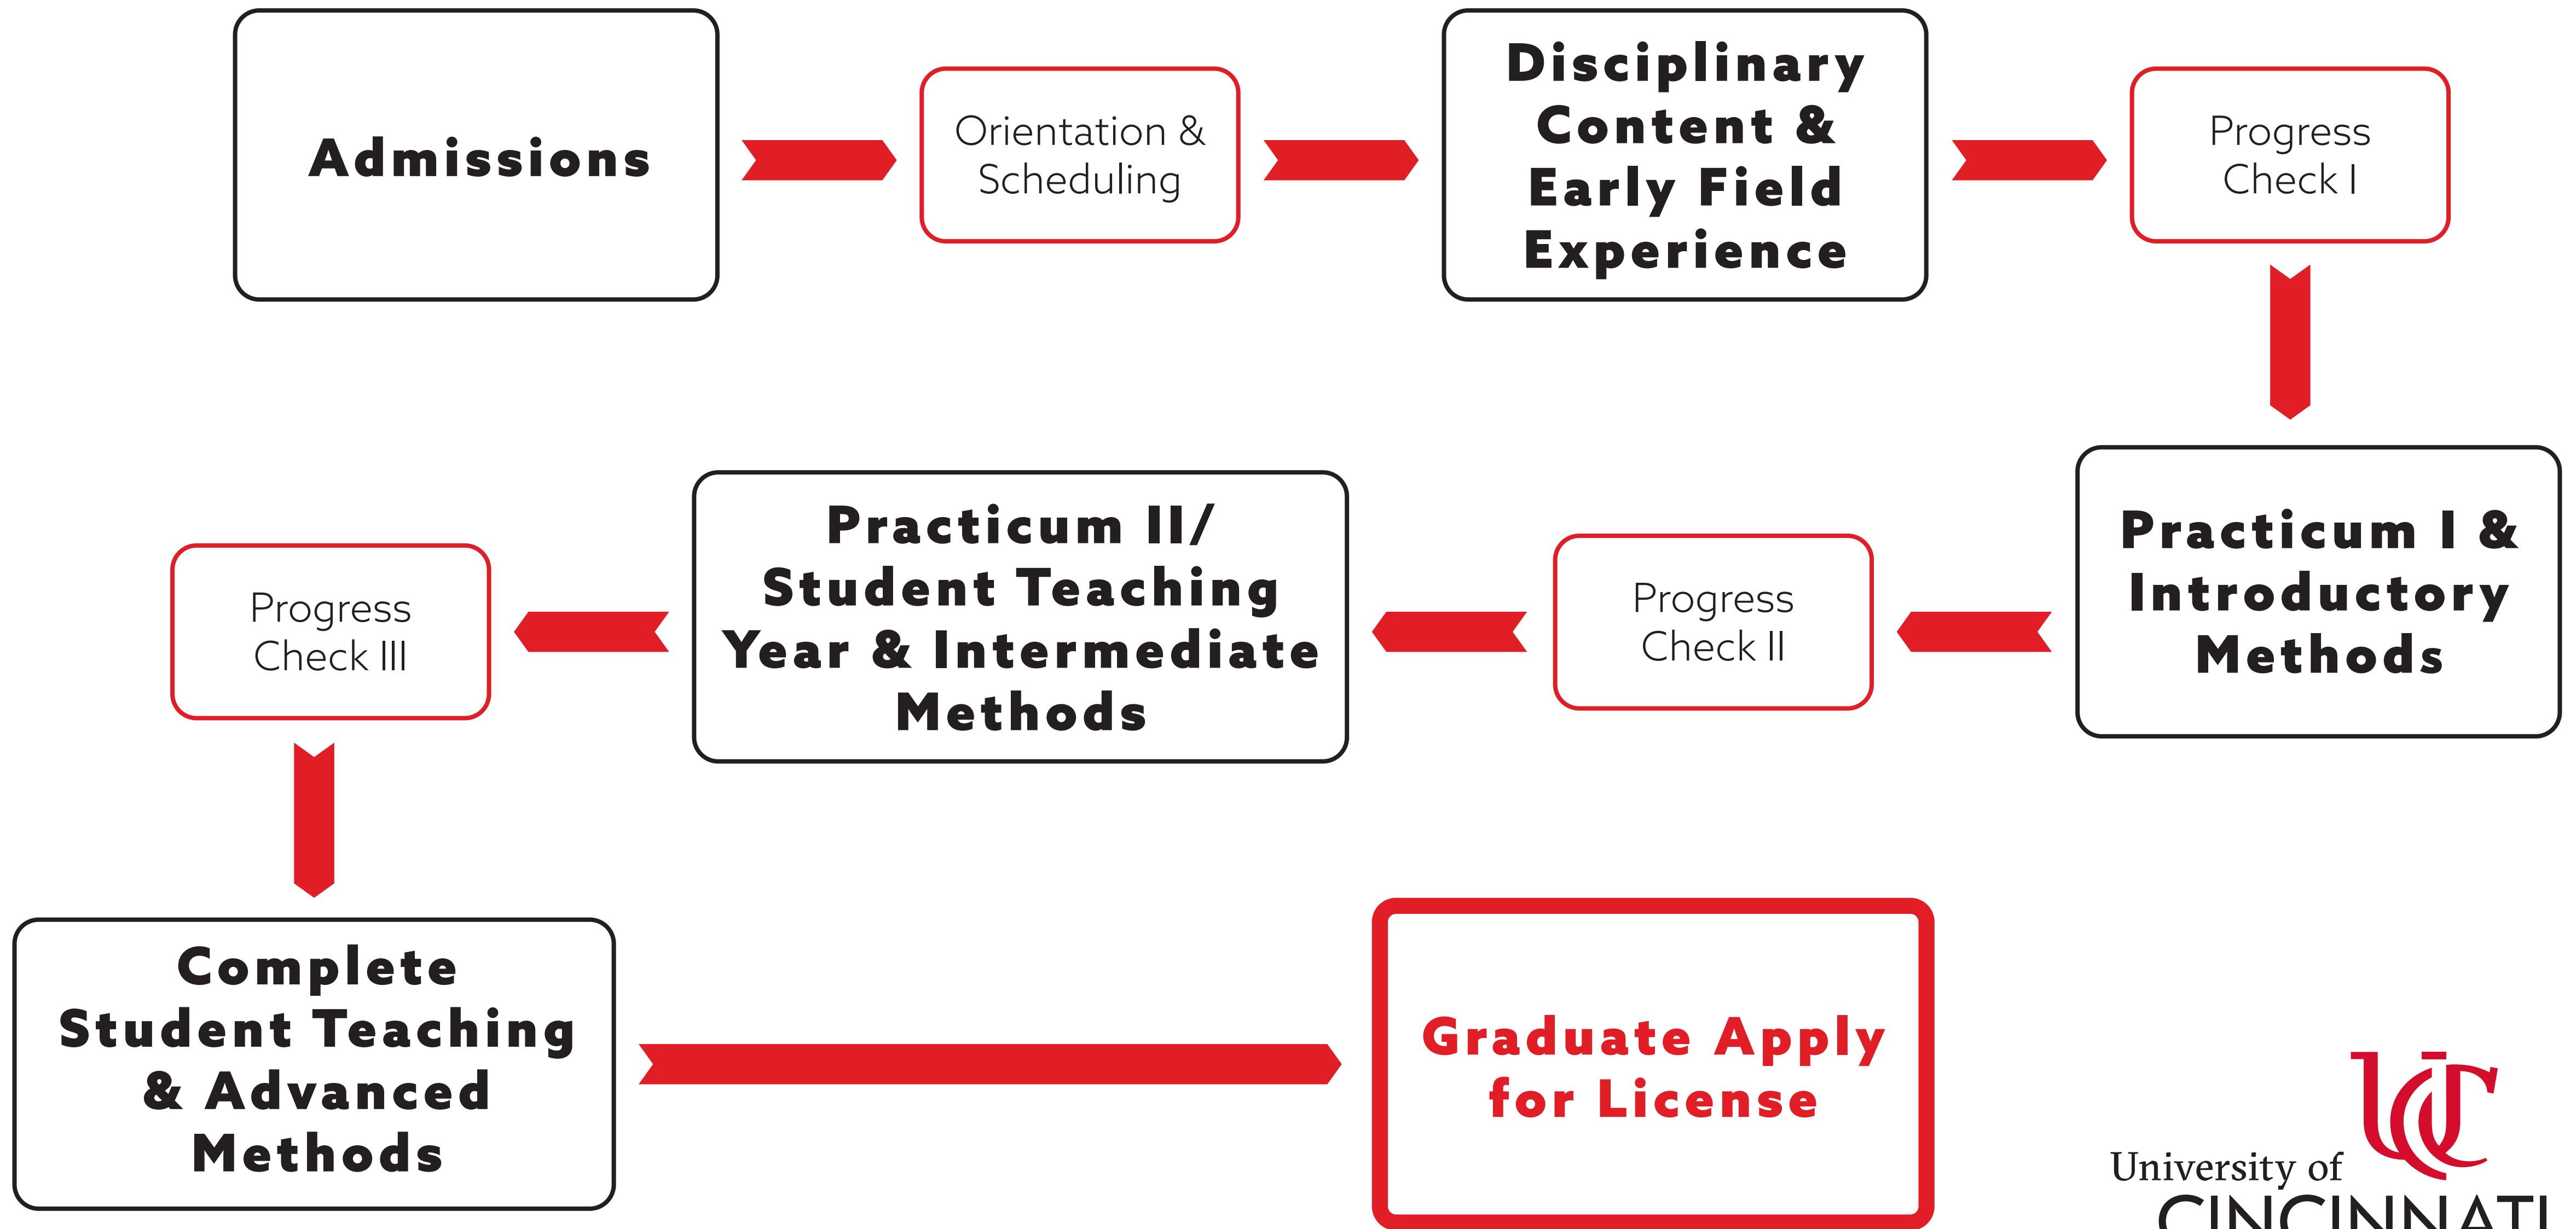 Admissions
Orientation &
Scheduling
Disciplinary
Content &
Early Field
Experience
Progress
Check I
Practicum I &
Introductory
Methods
Progress
Check II
Practicum II/
Student Teaching
Year & Intermediate
Methods
Progress
Check III
Complete
Student Teaching
& Advanced
Methods
Graduate Apply
for License
UC
University of
CINCINNATI